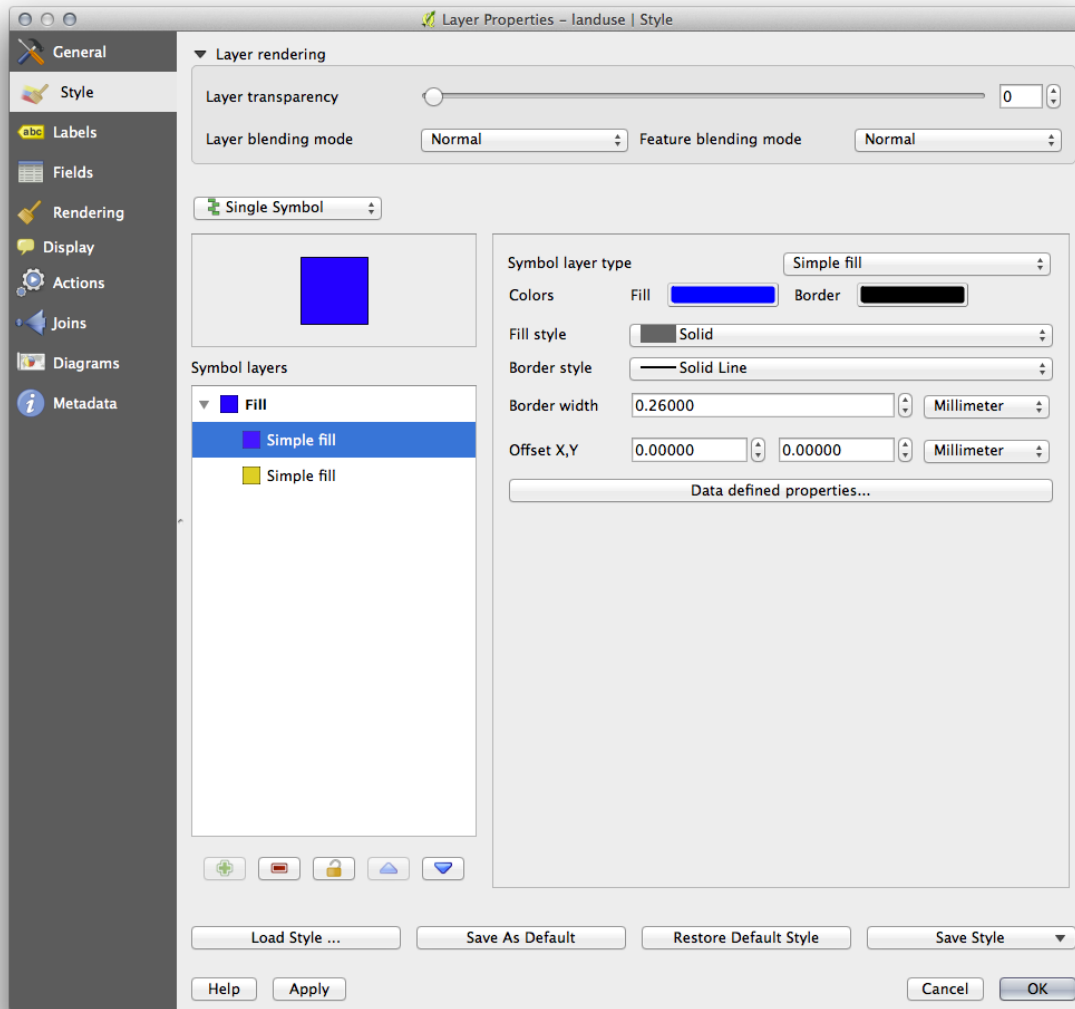 Layer Properties - landuse | Style
General
Style
abc Labels
Fields
Rendering
Display
Actions
Joins
Diagrams
i Metadata
Layer rendering
Layer transparency 0
Layer blending mode Normal Feature blending mode Normal
Single Symbol
Symbol layers
Fill
Simple fill
Simple fill
Symbol layer type Simple fill
Colors Fill Border
Fill style Solid
Border style Solid Line
Border width 0.26000 Millimeter
Offset X,Y 0.00000 0.00000 Millimeter
Data defined properties...
Load Style ... Save As Default Restore Default Style Save Style
Help Apply Cancel OK